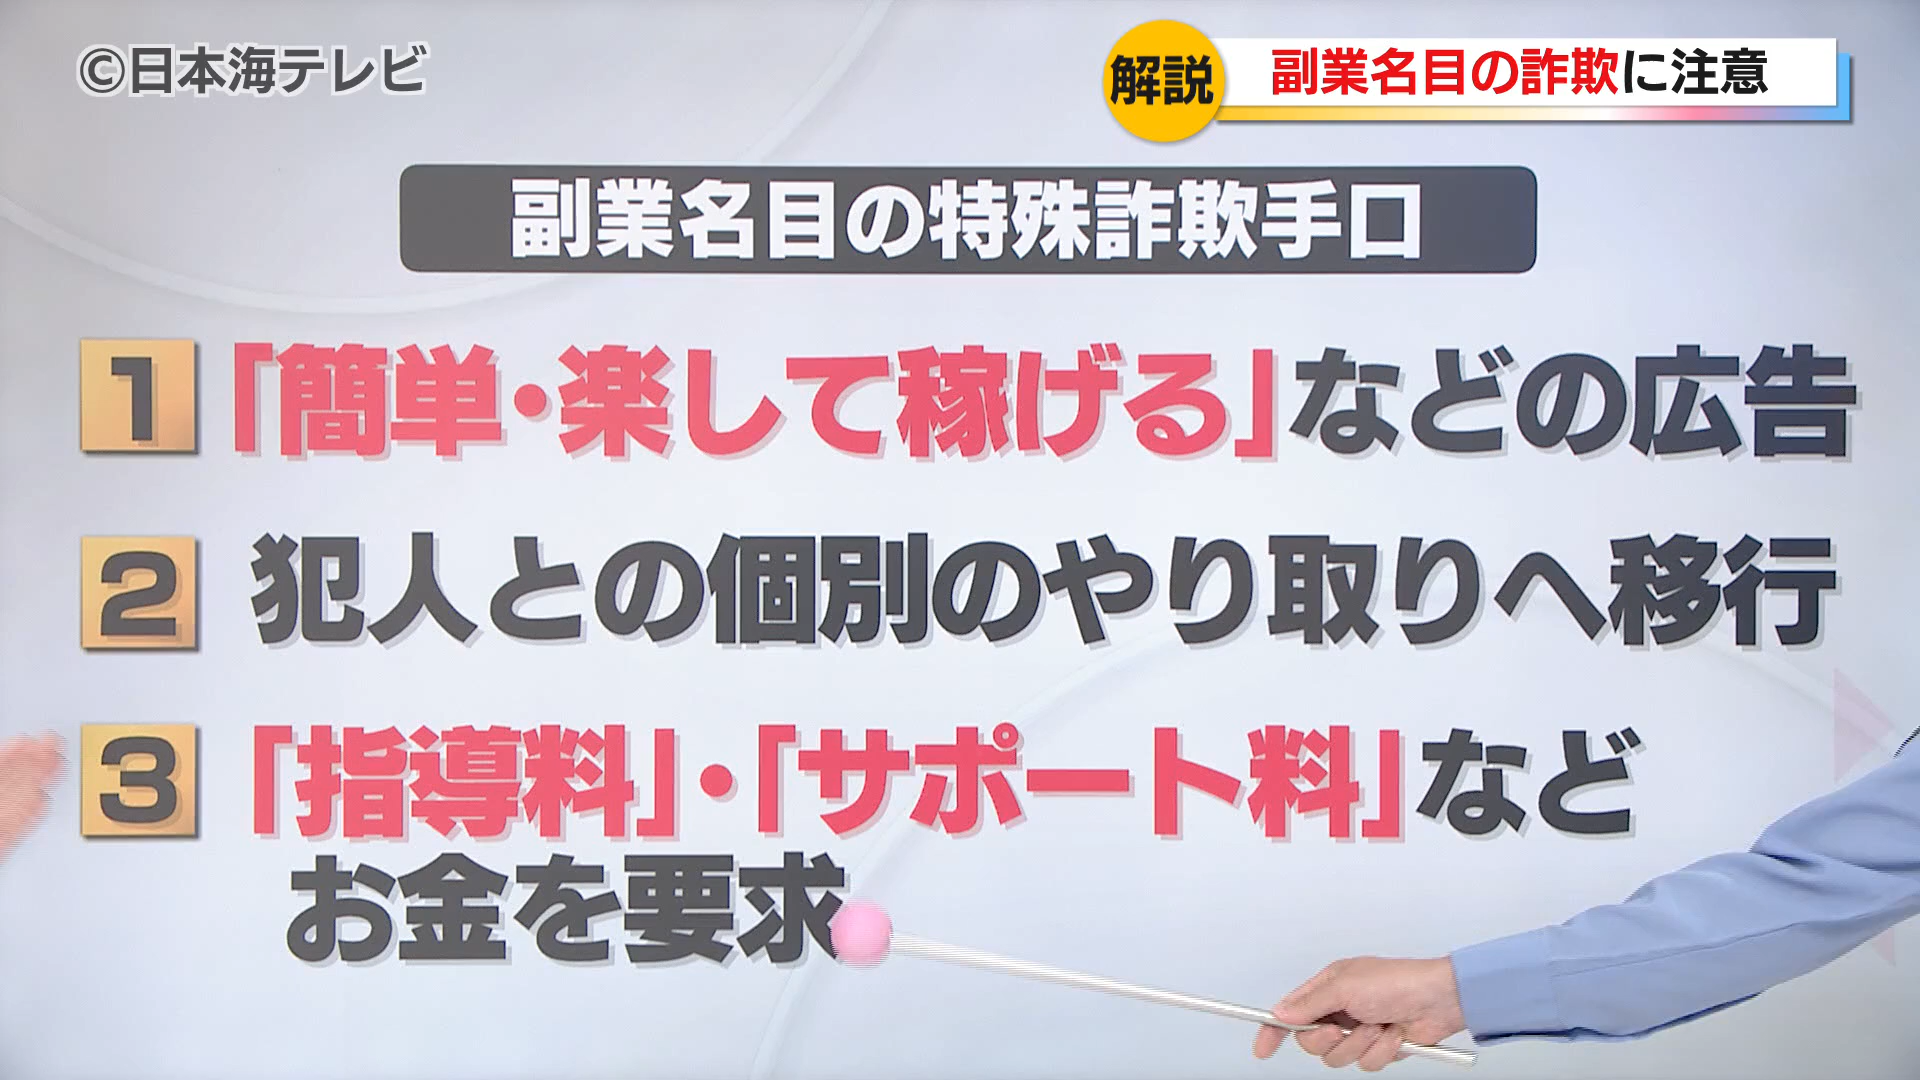 ©日本海テレビ
解説
副業名目の詐欺に注意
副業名目の特殊詐欺手口
1 「簡単・楽して稼げる」などの広告
2 犯人との個別のやり取りへ移行
3 「指導料」・「サポート料」など
お金を要求